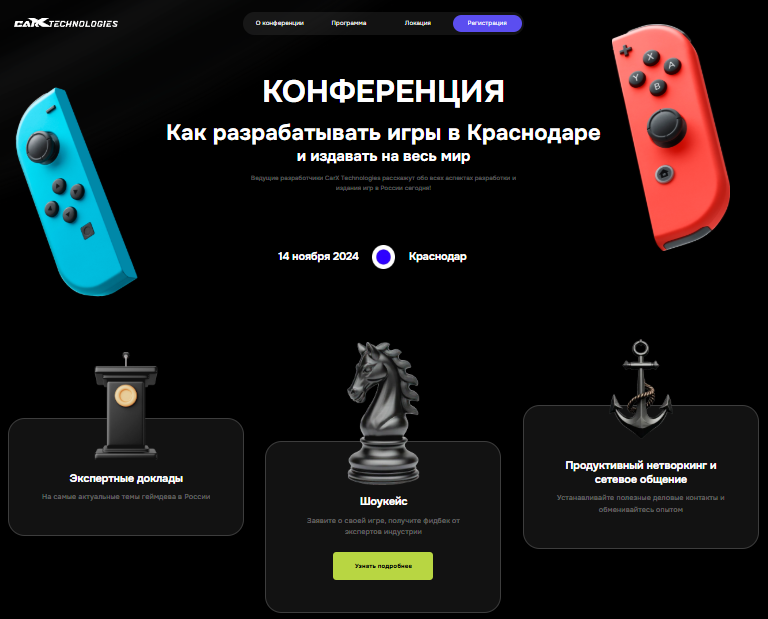 CarX TECHNOLOGIES
О конференции
Программа
Локация
Регистрация
КОНФЕРЕНЦИЯ
Как разрабатывать игры в Краснодаре
и издавать на весь мир
Ведущие разработчики CarX Technologies расскажут обо всех аспектах разработки и
издания игр в России сегодня!
14 ноября 2024
Краснодар
X
Y
A
B
Экспертные доклады
На самые актуальные темы геймдева в России
Шоукейс
Заявите о своей игре, получите фидбек от
экспертов индустрии
Узнать подробнее
Продуктивный нетворкинг и
сетевое общение
Устанавливайте полезные деловые контакты и
обменивайтесь опытом